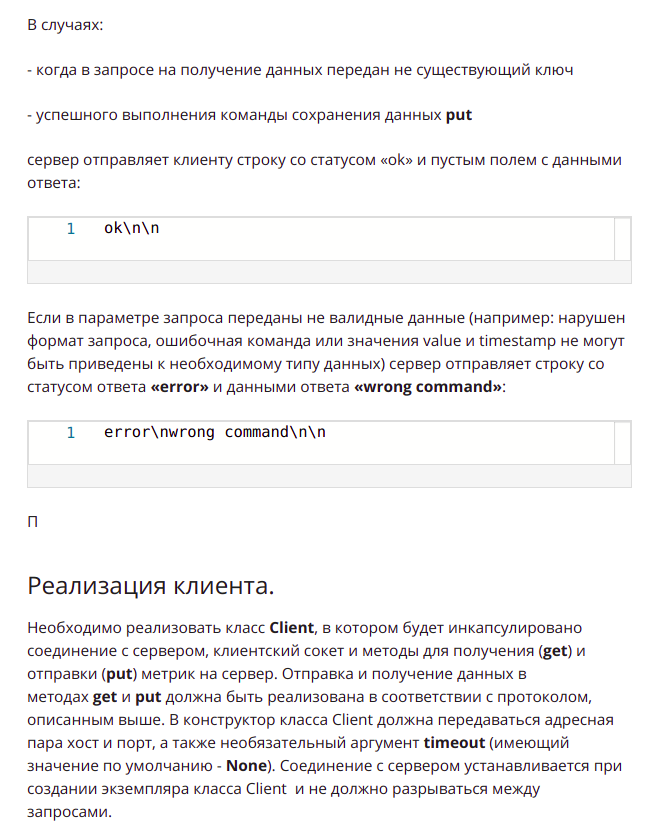 В случаях:
- когда в запросе на получение данных передан не существующий ключ
- успешного выполнения команды сохранения данных put
сервер отправляет клиенту строку со статусом «ok» и пустым полем с данными
ответа:
1 ok\n\n
Если в параметре запроса переданы не валидные данные (например: нарушен
формат запроса, ошибочная команда или значения value и timestamp не могут
быть приведены к необходимому типу данных) сервер отправляет строку со
статусом ответа «error» и данными ответа «wrong command»:
1 error\nwrong command\n\n
П
Реализация клиента.
Необходимо реализовать класс Client, в котором будет инкапсулировано
соединение с сервером, клиентский сокет и методы для получения (get) и
отправки (put) метрик на сервер. Отправка и получение данных в
методах get и put должна быть реализована в соответствии с протоколом,
описанным выше. В конструктор класса Client должна передаваться адресная
пара хост и порт, а также необязательный аргумент timeout (имеющий
значение по умолчанию - None). Соединение с сервером устанавливается при
создании экземпляра класса Client и не должно разрываться между
запросами.